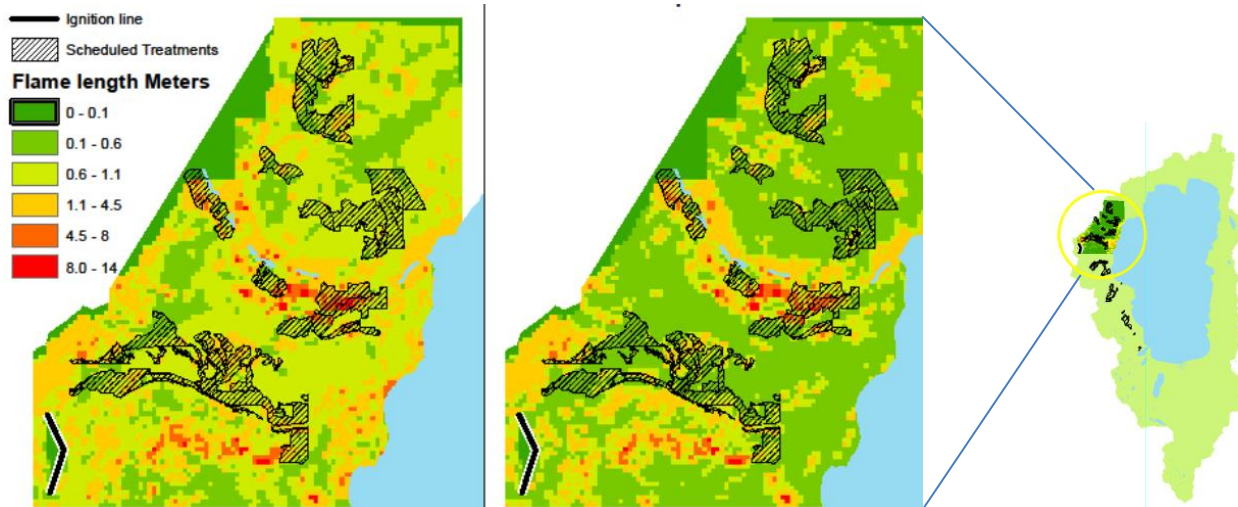 Ignition line
Scheduled Treatments
Flame length Meters
0 - 0.1
0.1 - 0.6
0.6 - 1.1
1.1 - 4.5
4.5 - 8
8.0 - 14